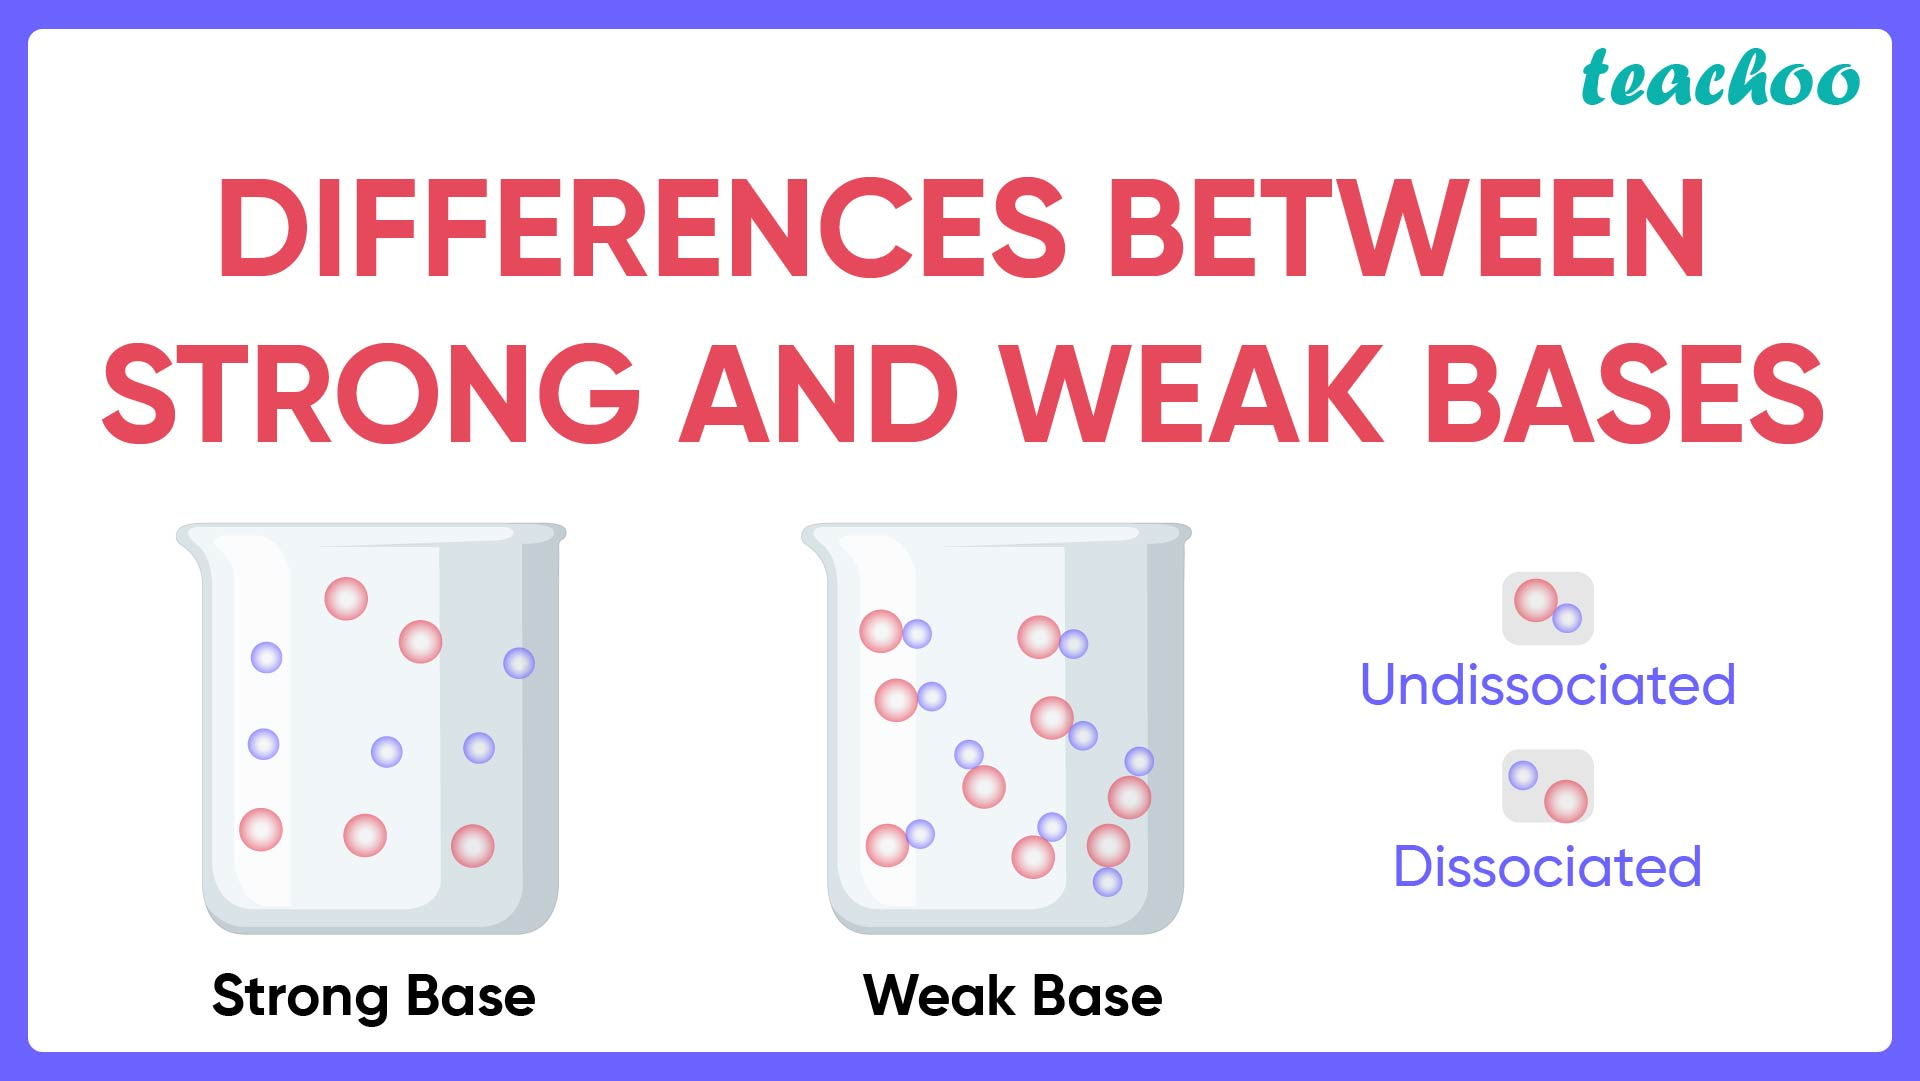 teachoo
DIFFERENCES BETWEEN
STRONG AND WEAK BASES
Undissociated
Dissociated
Strong Base
Weak Base